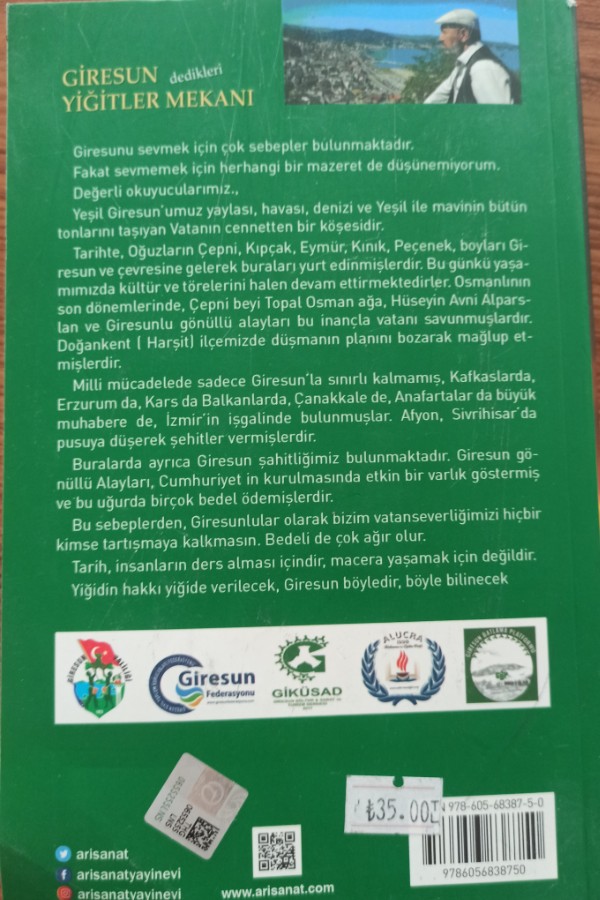 GİRESUN dedikleri
YİĞİTLER MEKANI
Giresunu sevmek için çok sebepler bulunmaktadır.
Fakat sevmemek için herhangi bir mazeret de düşünemiyorum.
Değerli okuyucularımız.,
Yeşil Giresun'umuz yaylası, havası, denizi ve Yeşil ile mavinin bütün
tonlarını taşıyan Vatanın cennetten bir köşesidir.
Tarihte, Oğuzların Çepni, Kıpçak, Eymür, Kınık, Peçenek, boyları Gi-
resun ve çevresine gelerek buraları yurt edinmişlerdir. Bu günkü yaşa-
mımızda kültür ve törelerini halen devam ettirmektedirler. Osmanlının
son dönemlerinde, Çepni beyi Topal Osman ağa, Hüseyin Avni Alpars-
lan ve Giresunlu gönüllü alayları bu inançla vatanı savunmuşlardır.
Doğankent ( Harşit) ilçemizde düşmanın planını bozarak mağlup et-
mişlerdir.
Milli mücadelede sadece Giresun'la sınırlı kalmamış, Kafkaslarda,
Erzurum da, Kars da Balkanlarda, Çanakkale de, Anafartalar da büyük
muhabere de, İzmir'in işgalinde bulunmuşlar. Afyon, Sivrihisar'da
pusuya düşerek şehitler vermişlerdir.
Buralarda ayrıca Giresun şahitliğimiz bulunmaktadır. Giresun gö-
nüllü Alayları, Cumhuriyet in kurulmasında etkin bir varlık göstermiş
ve bu uğurda birçok bedel ödemişlerdir.
Bu sebeplerden, Giresunlular olarak bizim vatanseverliğimizi hiçbir
kimse tartışmaya kalkmasın. Bedeli de çok ağır olur.
Tarih, insanların ders alması içindir, macera yaşamak için değildir.
Yiğidin hakkı yiğide verilecek, Giresun böyledir, böyle bilinecek
Giresun
Federasyonu
GİKÜSAD
ALUCRA
₺35.00
N 978-605-68387-5-0
9786056838750
arisanat
arisanatyayinevi
arisanatyayinevi
www.arisanat.com